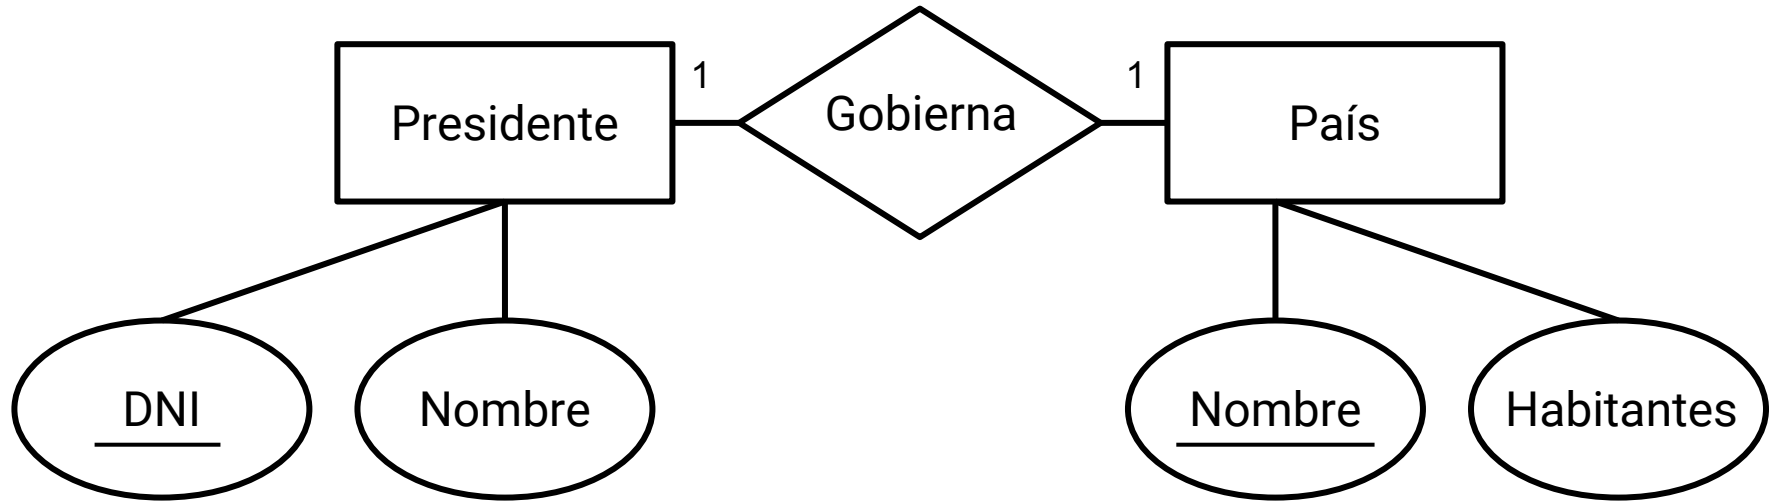 Presidente
1
Gobierna
1
País
DNI
Nombre
Nombre
Habitantes